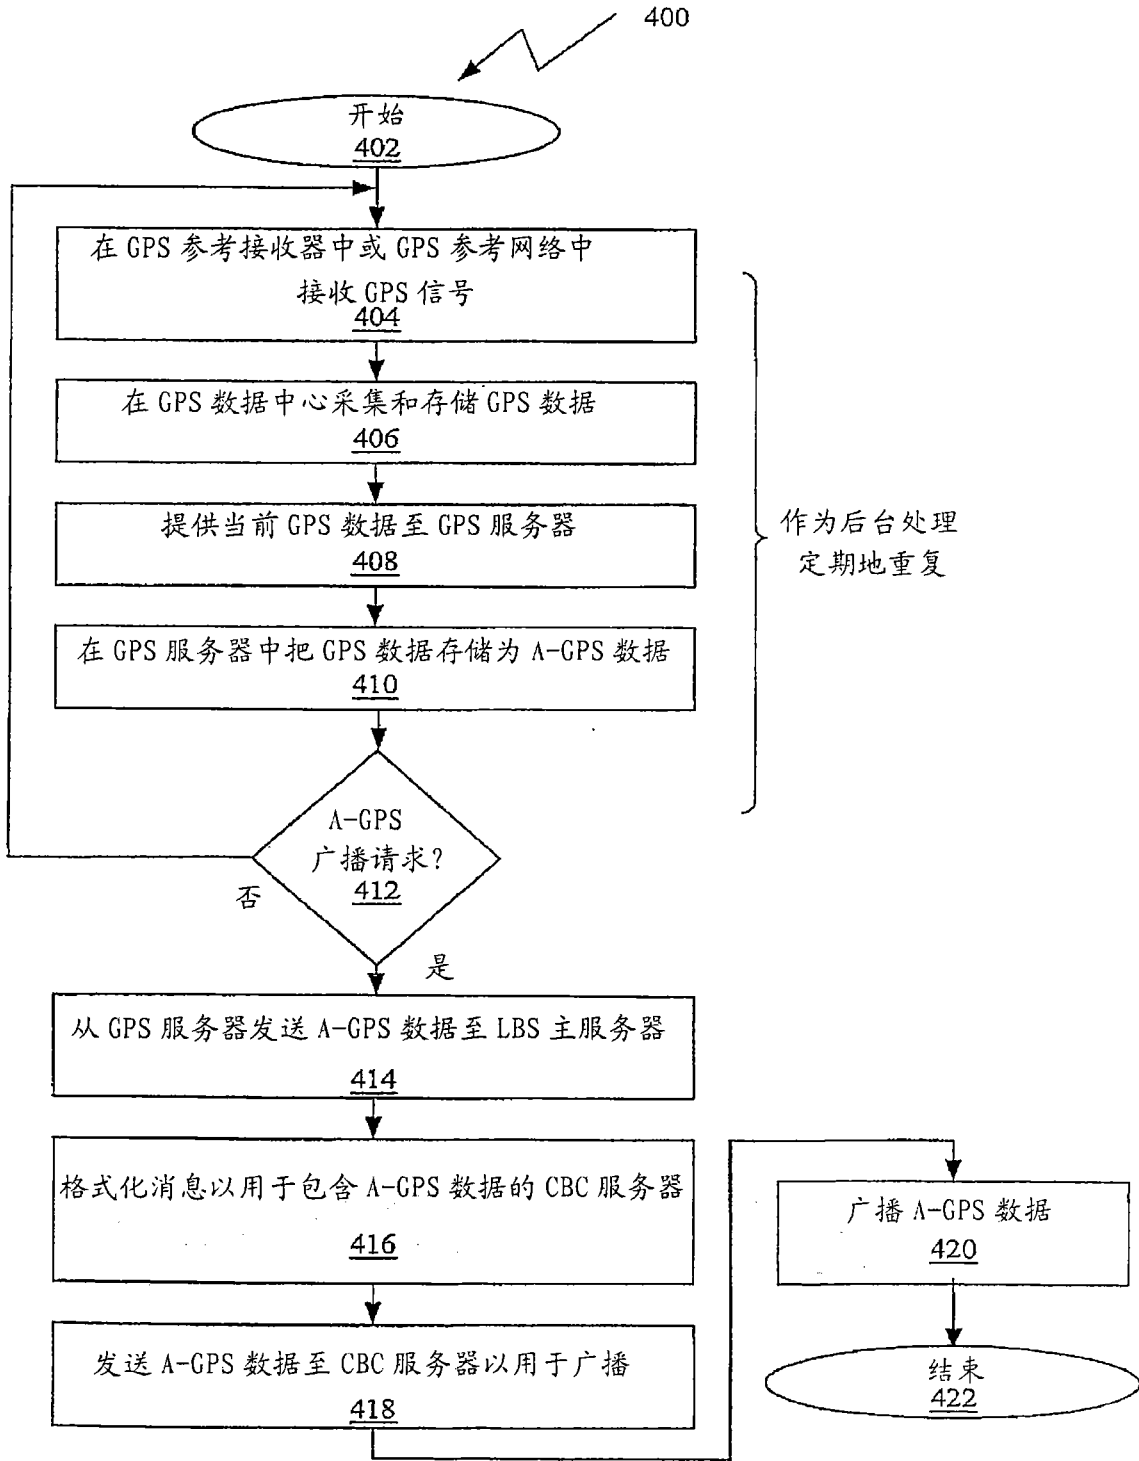 400
开始
402
在 GPS 参考接收器中或 GPS 参考网络中
接收 GPS 信号
404
在 GPS 数据中心采集和存储 GPS 数据
406
提供当前 GPS 数据至 GPS 服务器
408
在 GPS 服务器中把 GPS 数据存储为 A-GPS 数据
410
作为后台处理
定期地重复
A-GPS
广播请求?
412
否
是
从 GPS 服务器发送 A-GPS 数据至 LBS 主服务器
414
格式化消息以用于包含 A-GPS 数据的 CBC 服务器
416
发送 A-GPS 数据至 CBC 服务器以用于广播
418
广播 A-GPS 数据
420
结束
422